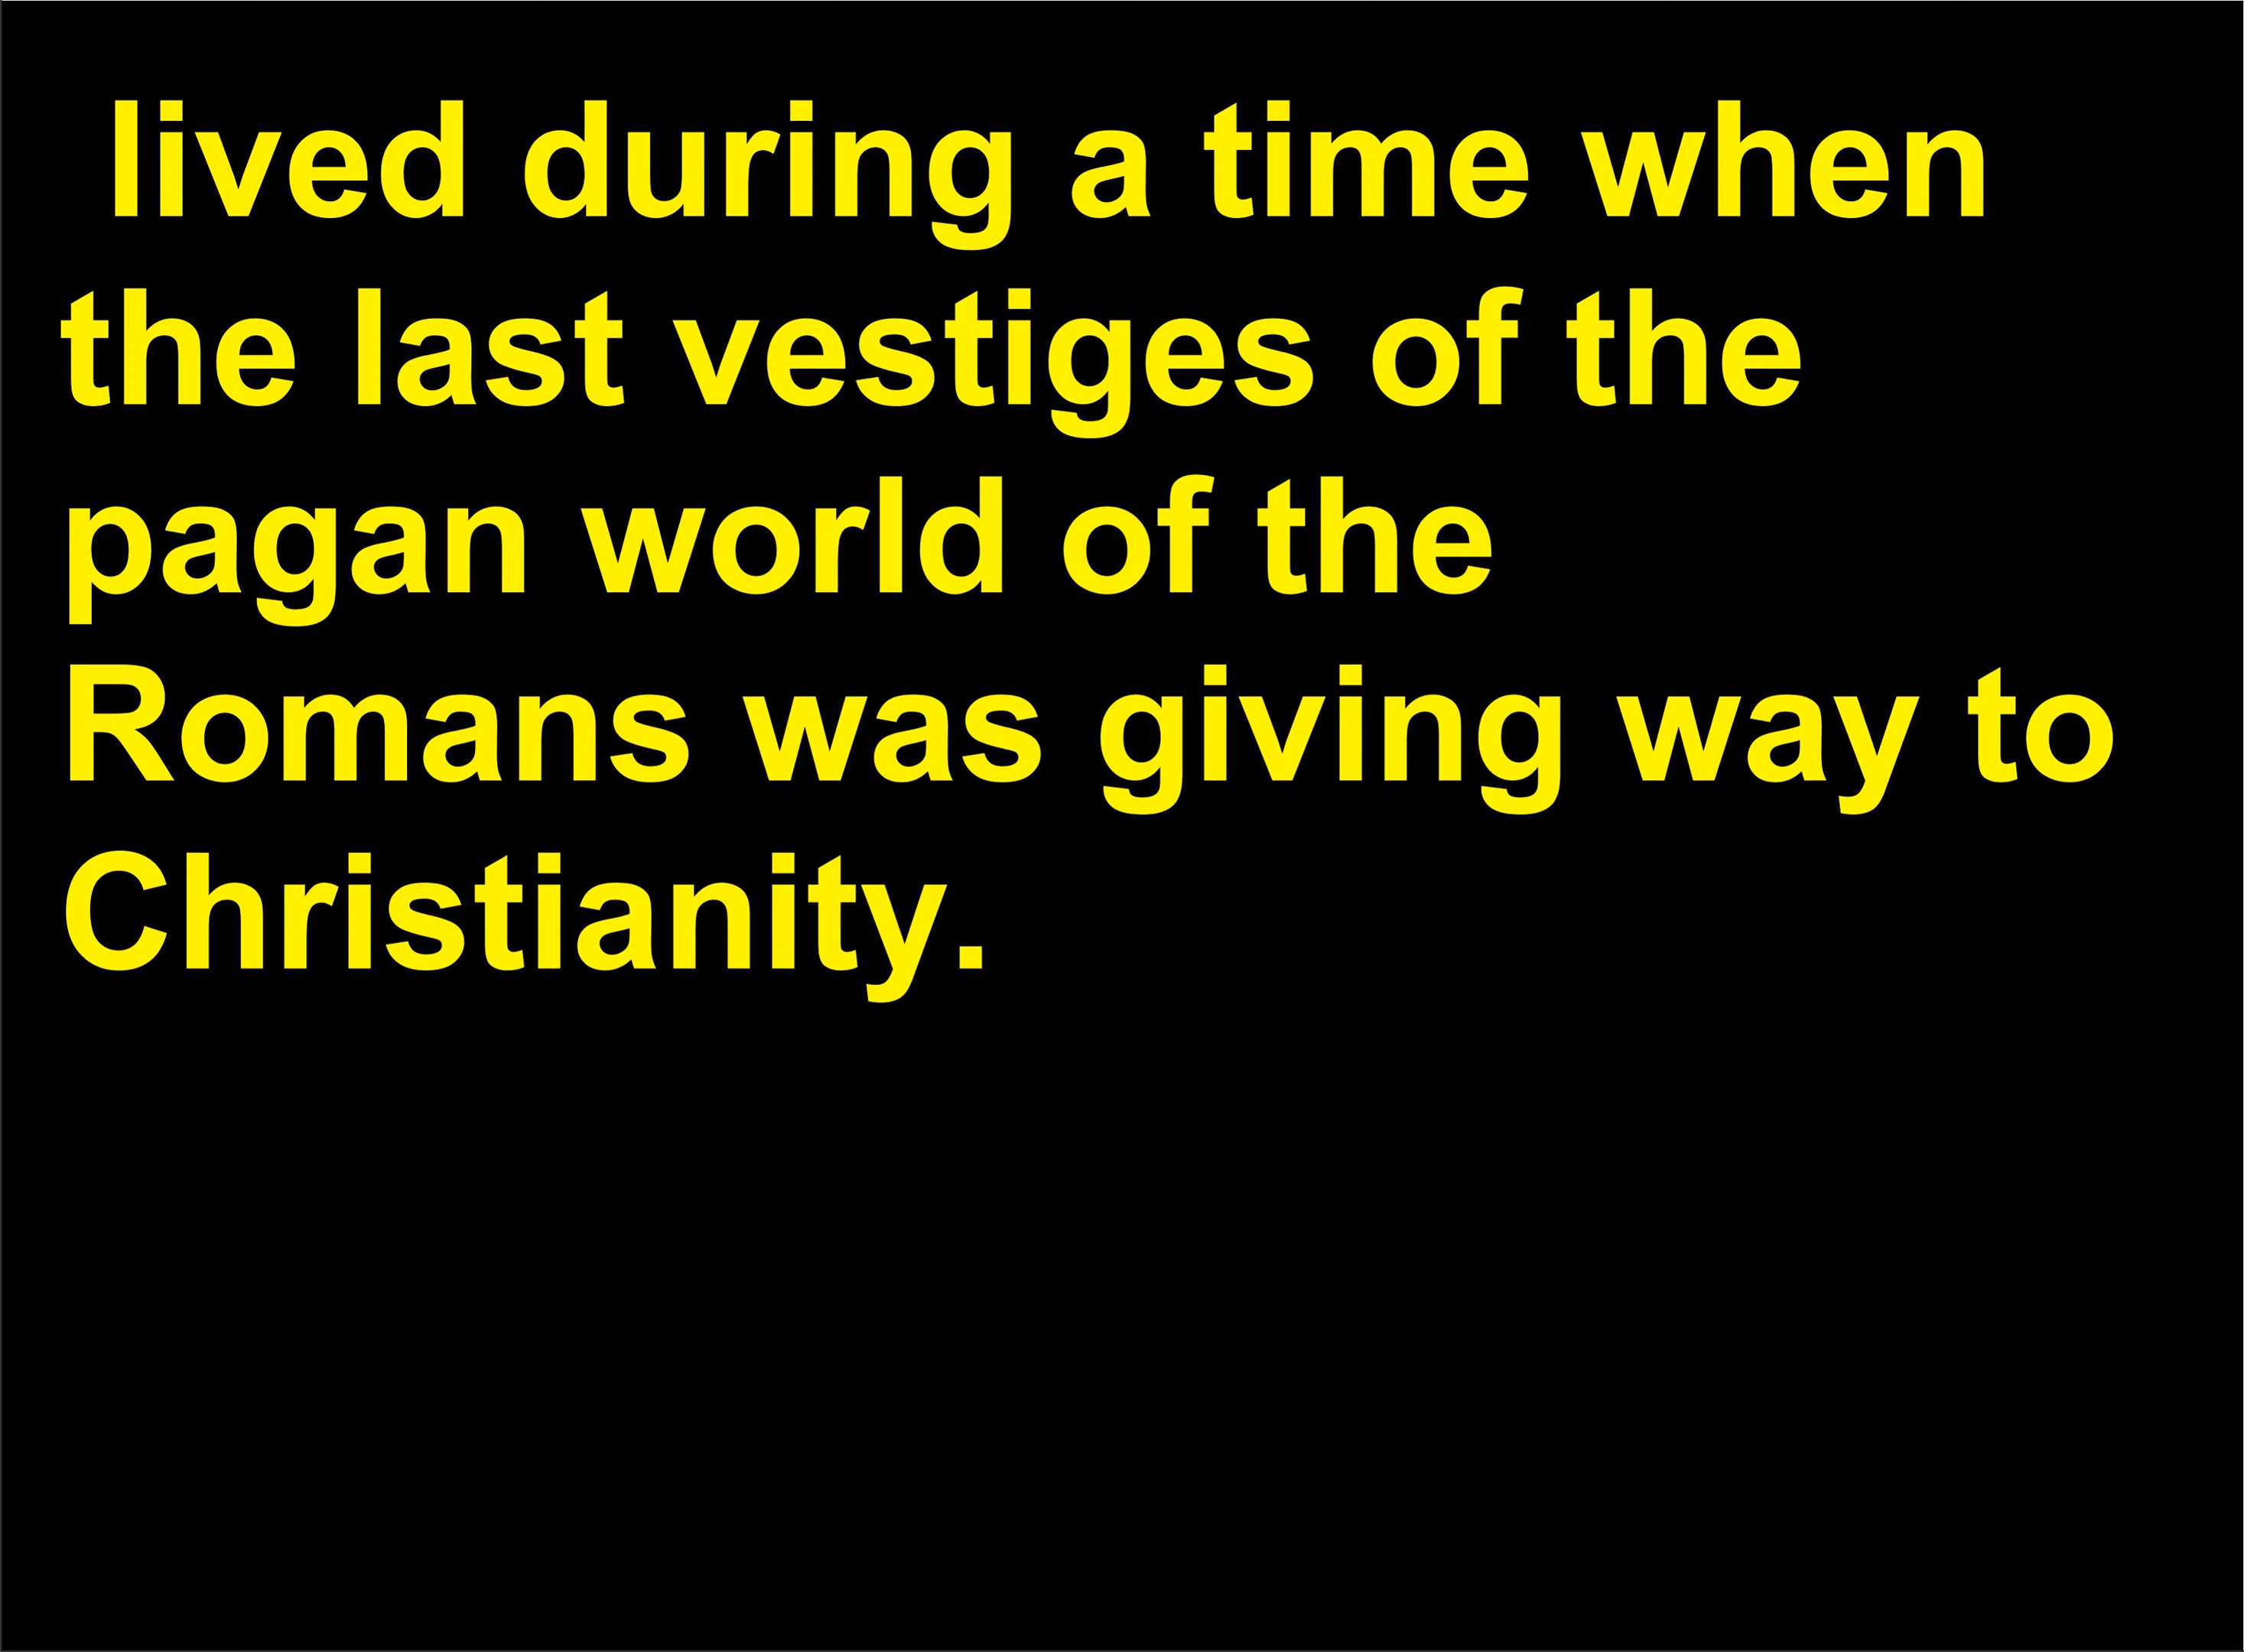 lived during a time when
the last vestiges of the
pagan world of the
Romans was giving way to
Christianity.